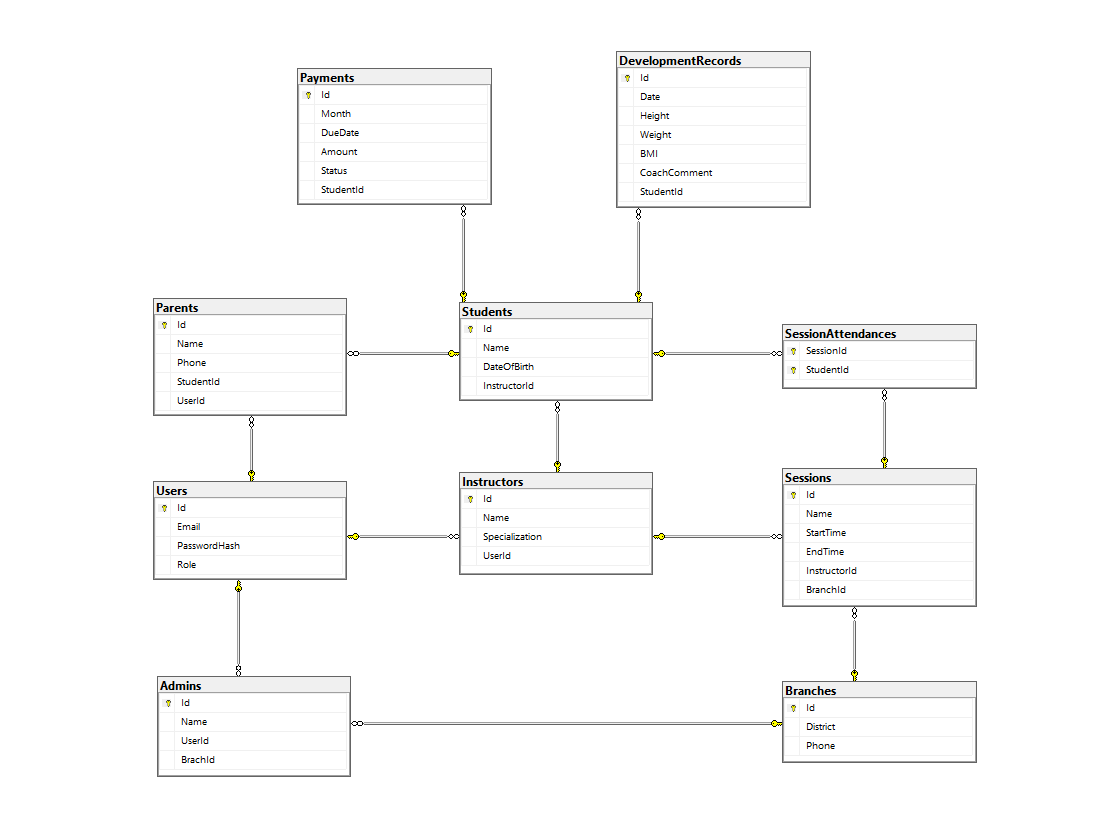 Payments
Id
Month
DueDate
Amount
Status
StudentId
DevelopmentRecords
Id
Date
Height
Weight
BMI
CoachComment
StudentId
Parents
Id
Name
Phone
StudentId
UserId
Students
Id
Name
DateOfBirth
InstructorId
SessionAttendances
SessionId
StudentId
Users
Id
Email
PasswordHash
Role
Instructors
Id
Name
Specialization
UserId
Sessions
Id
Name
StartTime
EndTime
InstructorId
BranchId
Admins
Id
Name
UserId
BrachId
Branches
Id
District
Phone